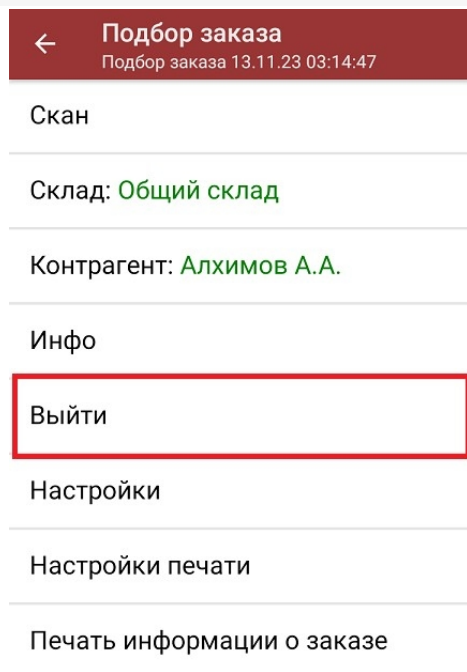 Подбор заказа
Подбор заказа 13.11.23 03:14:47
Скан
Склад: Общий склад
Контрагент: Алхимов А.А.
Инфо
Выйти
Настройки
Настройки печати
Печать информации о заказе